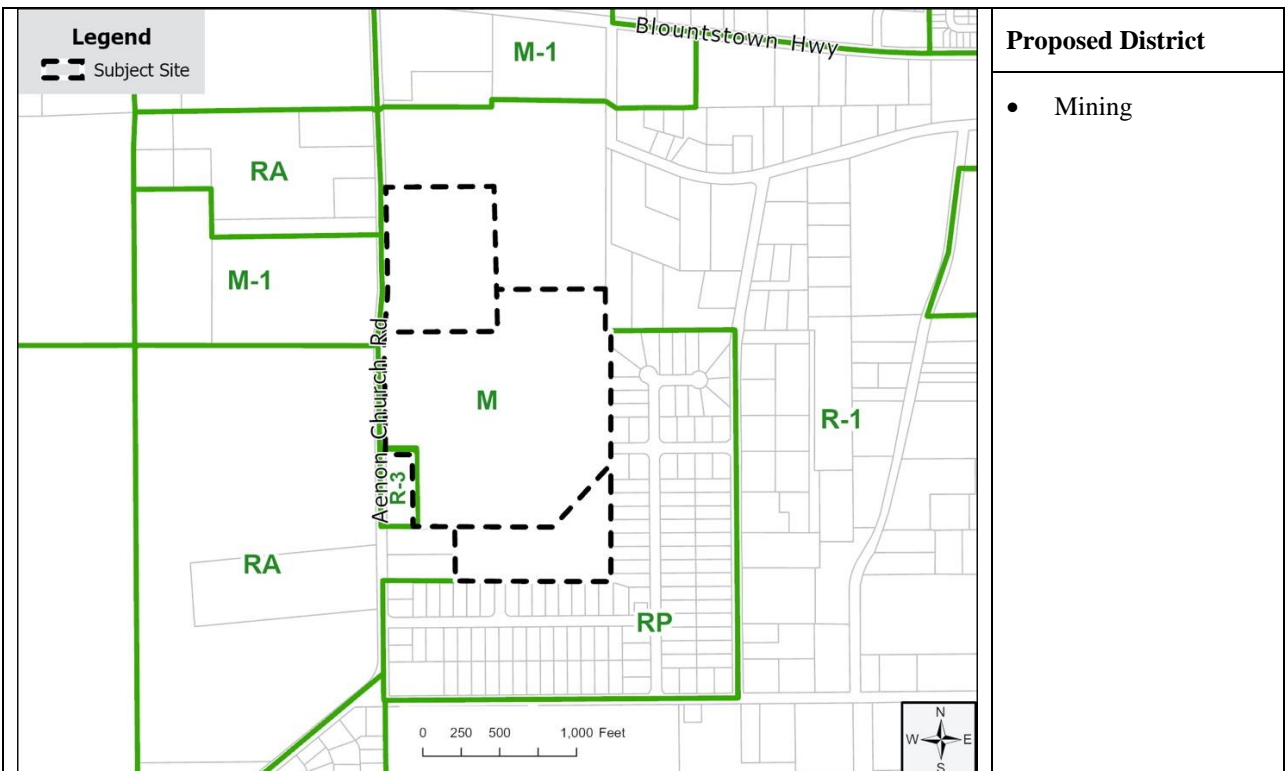 Legend
Subject Site
Blountstown Hwy
M-1
RA
M-1
Aenon Church Rd
M
R-1
R-3
RA
RP
0 250 500 1,000 Feet
N
W E
S
Proposed District
• Mining